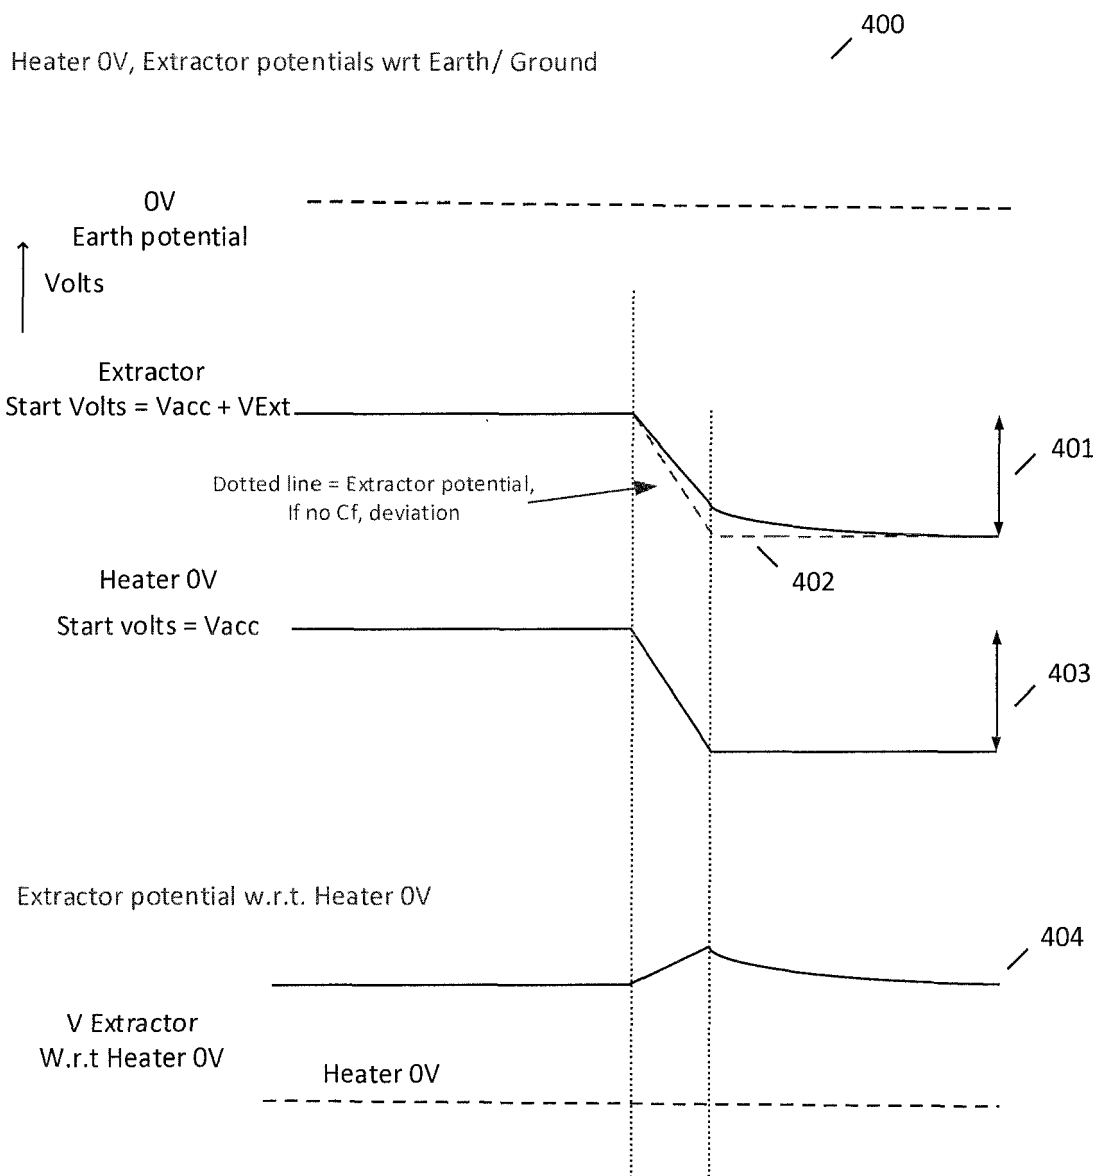 400
Heater 0V, Extractor potentials wrt Earth/ Ground
0V
Earth potential
Volts
Extractor
Start Volts = Vacc + VExt
401
Dotted line = Extractor potential,
If no Cf, deviation
402
Heater 0V
Start volts = Vacc
403
Extractor potential w.r.t. Heater 0V
404
V Extractor
W.r.t Heater 0V
Heater 0V